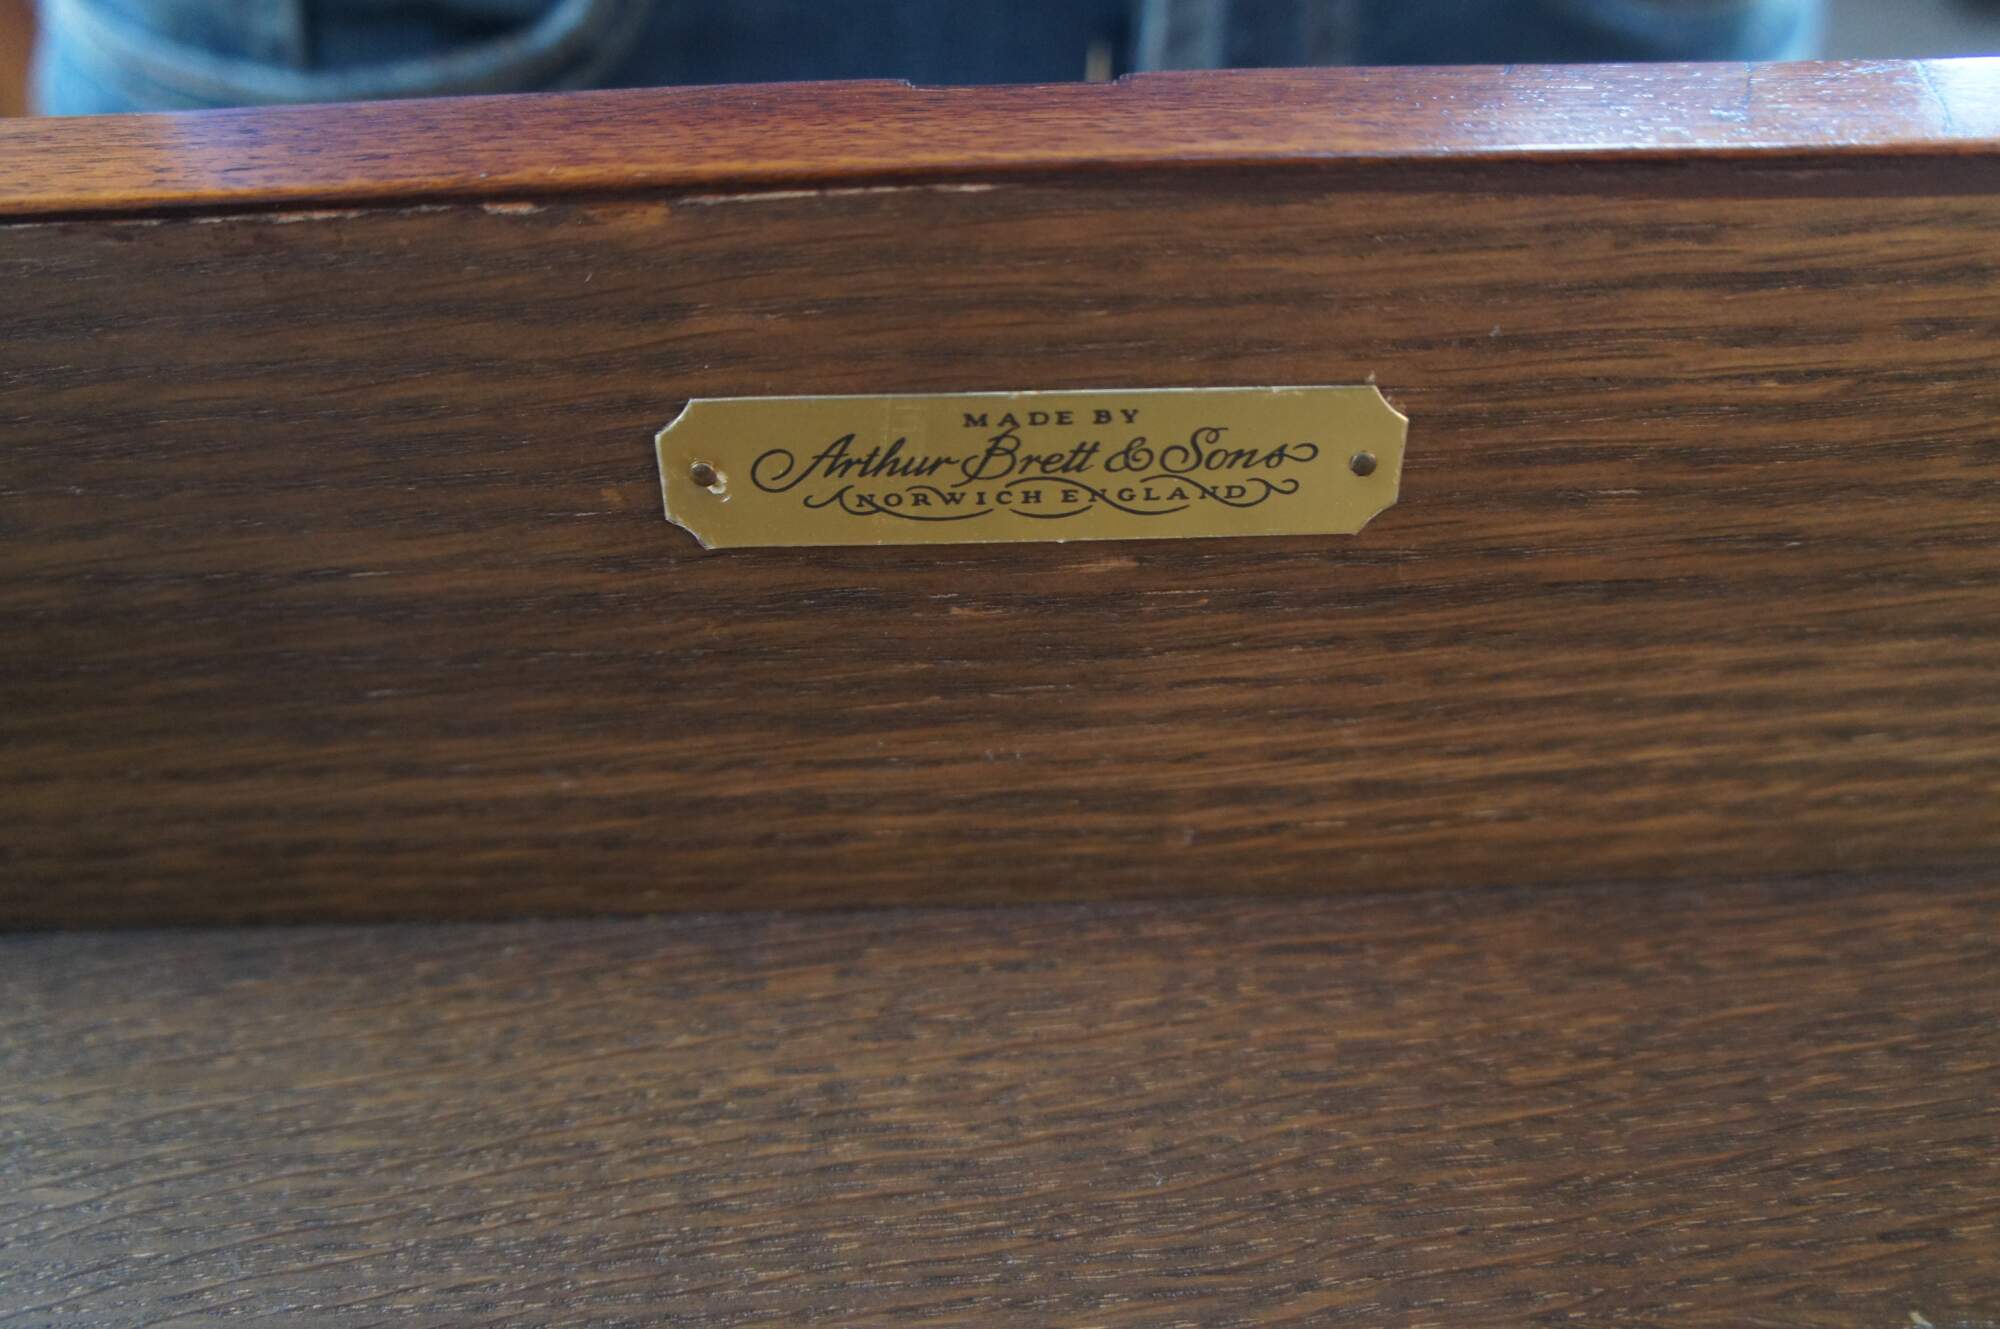 MADE BY
Arthur Brett & Sons
NORWICH ENGLAND